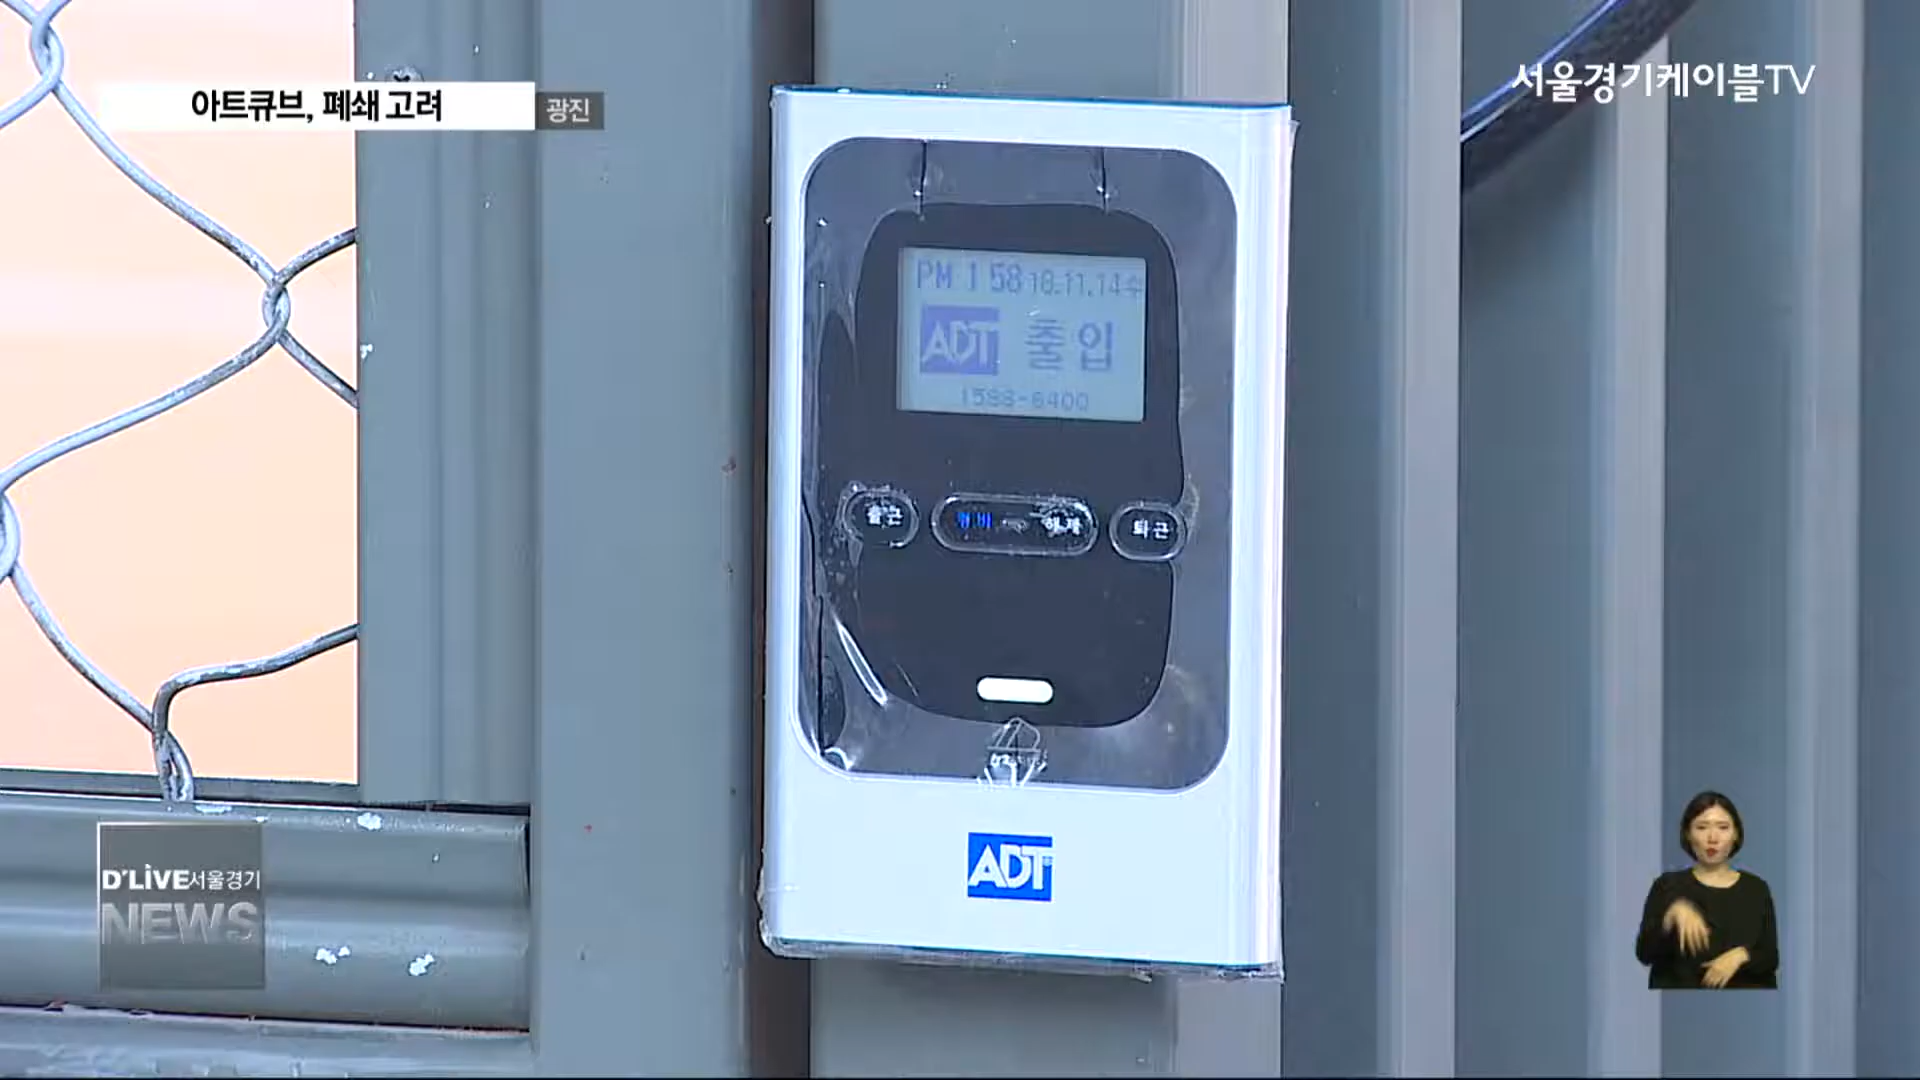 서울경기케이블TV
아트큐브, 폐쇄 고려
광진
PM 1 58 18.11.14 수
ADT 출입
1588-6400
출근
경비
해제
퇴근
ADT
D'LIVE서울경기
NEWS